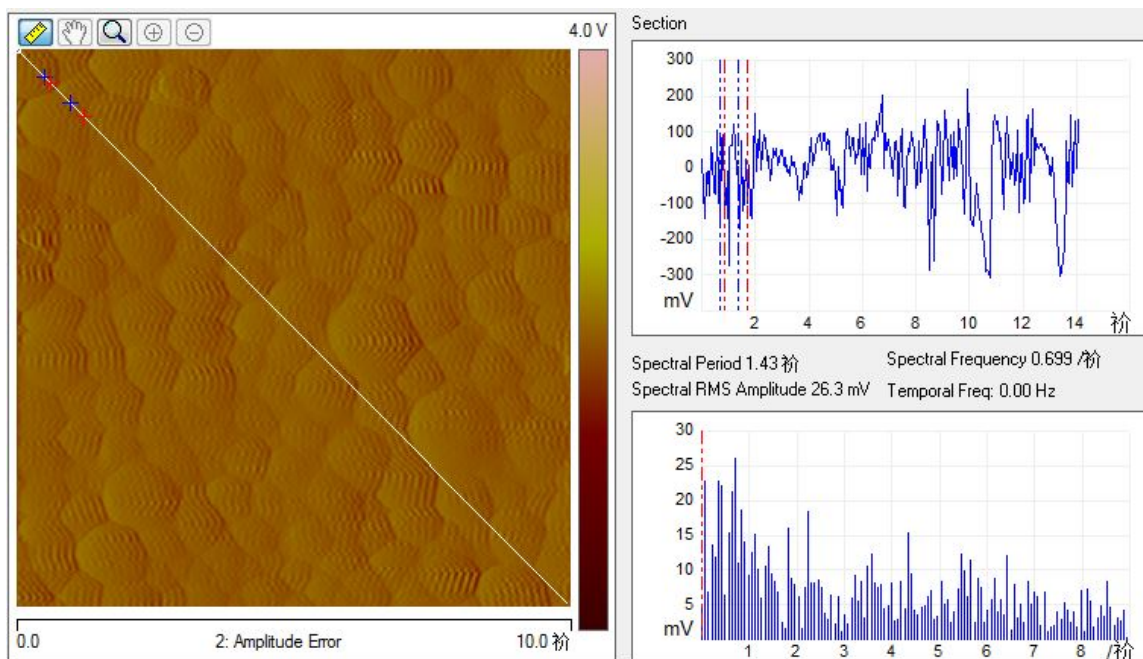 4.0 V
0.0
2: Amplitude Error
10.0 祄
Section
300
200
100
0
-100
-200
-300
mV
2
4
6
8
10
12
14
祄
Spectral Period 1.43 祄
Spectral Frequency 0.699 /祄
Spectral RMS Amplitude 26.3 mV
Temporal Freq: 0.00 Hz
30
25
20
15
10
5
mV
1
2
3
4
5
6
7
8
/祄